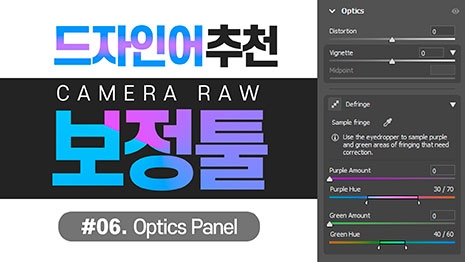 드자인어추천
CAMERA RAW
보정툴
#06. Optics Panel
Optics
Distortion 0
Vignette 0
Midpoint
Defringe
Sample fringe
Use the eyedropper to sample purple
and green areas of fringing that need
correction.
Purple Amount 0
Purple Hue 30 / 70
Green Amount 0
Green Hue 40 / 60